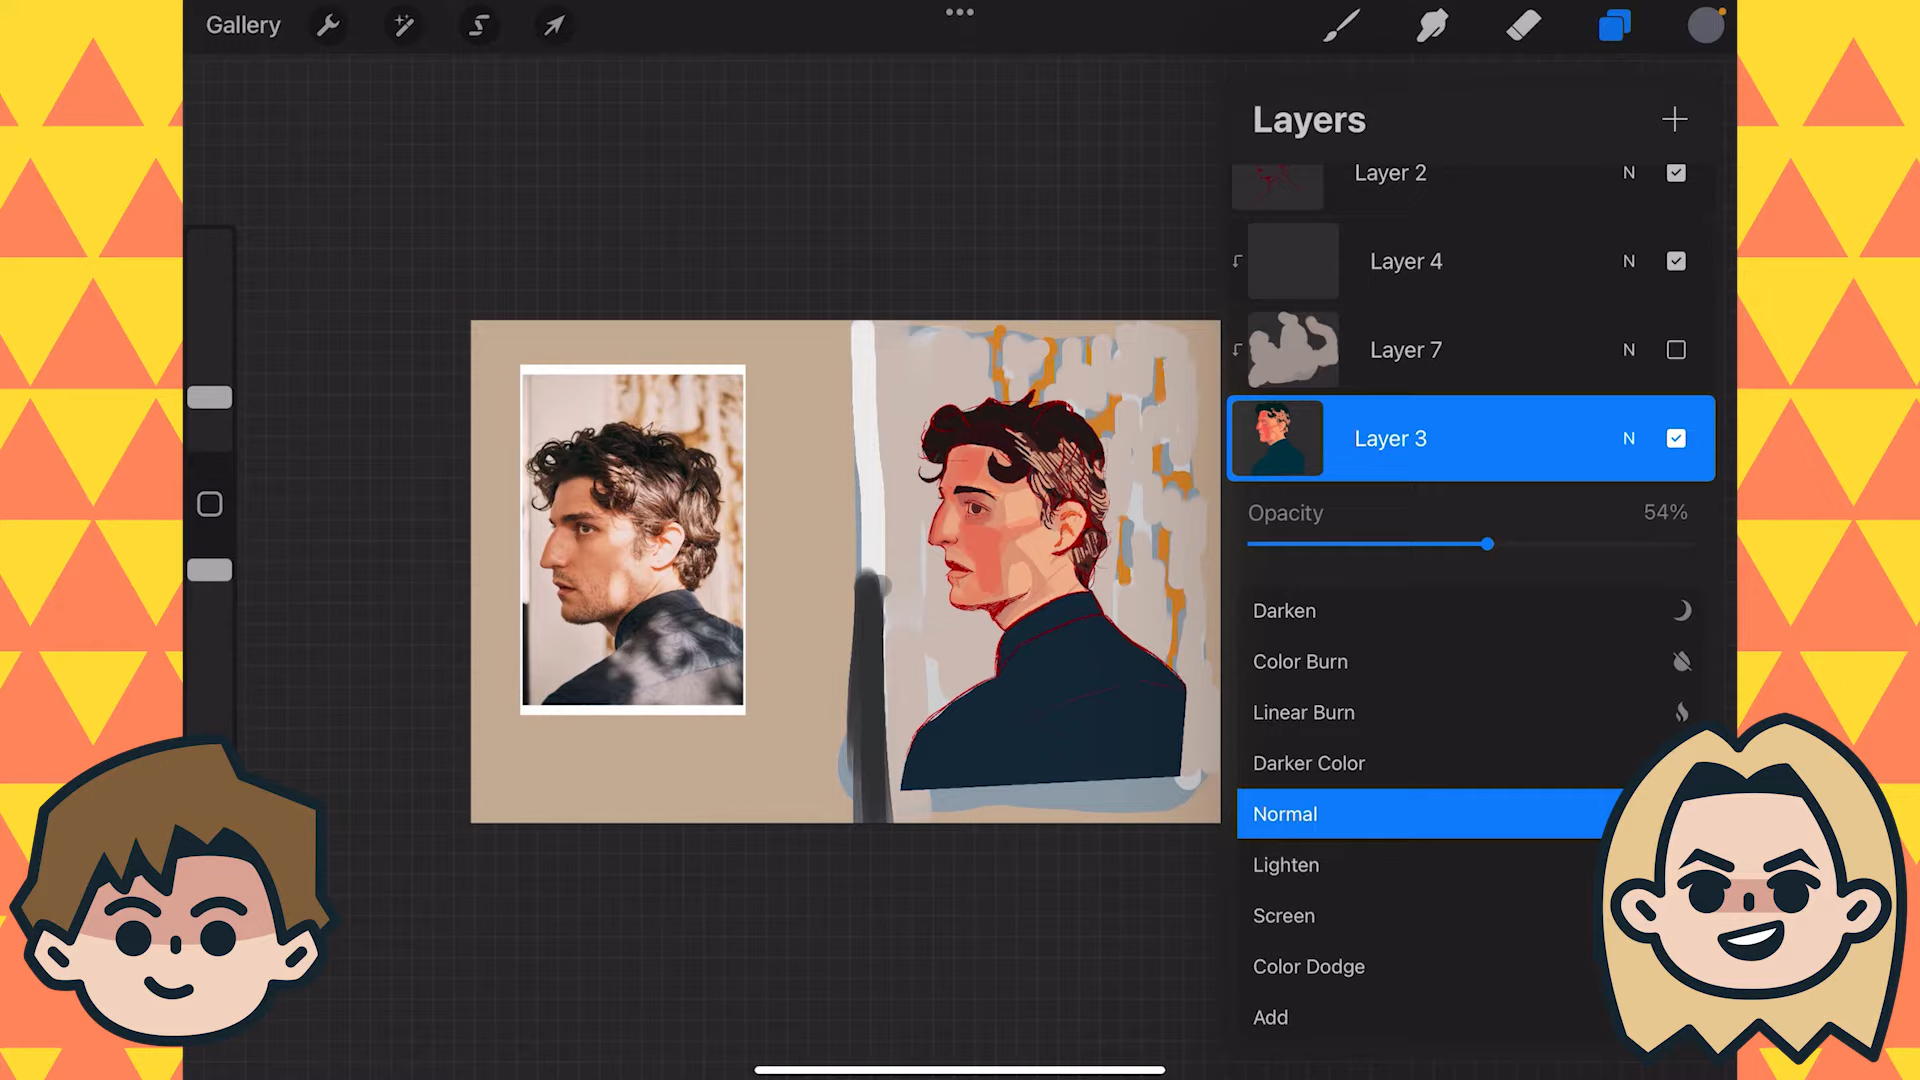 Gallery
Layers
Layer 2 N
Layer 4 N
Layer 7 N
Layer 3 N
Opacity 54%
Darken
Color Burn
Linear Burn
Darker Color
Normal
Lighten
Screen
Color Dodge
Add